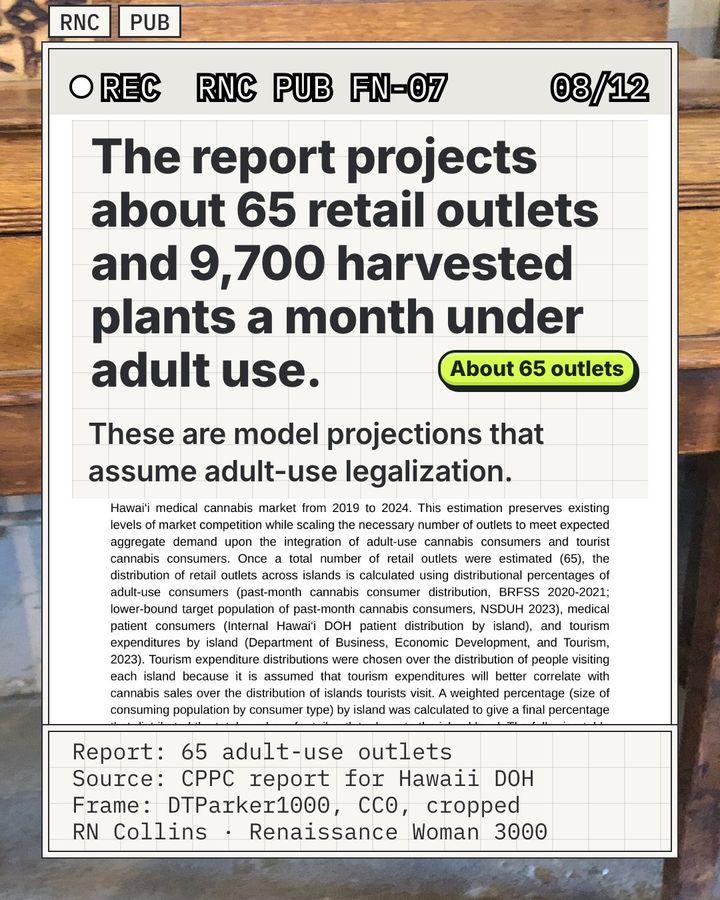 RNC PUB
REC RNC PUB FN-07 08/12
The report projects
about 65 retail outlets
and 9,700 harvested
plants a month under
adult use.
About 65 outlets
These are model projections that
assume adult-use legalization.
Hawaiʻi medical cannabis market from 2019 to 2024. This estimation preserves existing
levels of market competition while scaling the necessary number of outlets to meet expected
aggregate demand upon the integration of adult-use cannabis consumers and tourist
cannabis consumers. Once a total number of retail outlets were estimated (65), the
distribution of retail outlets across islands is calculated using distributional percentages of
adult-use consumers (past-month cannabis consumer distribution, BRFSS 2020-2021;
lower-bound target population of past-month cannabis consumers, NSDUH 2023), medical
patient consumers (Internal Hawaiʻi DOH patient distribution by island), and tourism
expenditures by island (Department of Business, Economic Development, and Tourism,
2023). Tourism expenditure distributions were chosen over the distribution of people visiting
each island because it is assumed that tourism expenditures will better correlate with
cannabis sales over the distribution of islands tourists visit. A weighted percentage (size of
consuming population by consumer type) by island was calculated to give a final percentage
Report: 65 adult-use outlets
Source: CPPC report for Hawaii DOH
Frame: DTParker1000, CC0, cropped
RN Collins · Renaissance Woman 3000